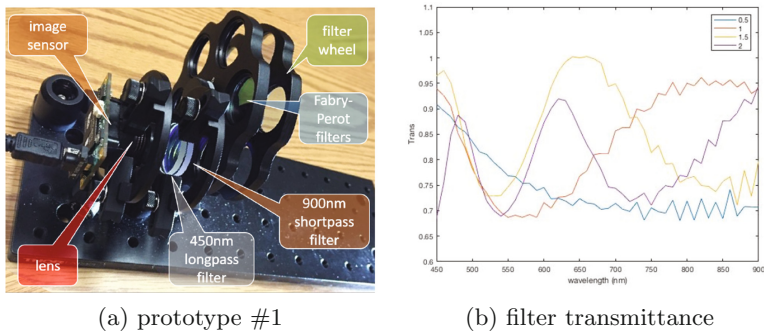 image
sensor
filter
wheel
Fabry-
Perot
filters
900nm
shortpass
filter
450nm
longpass
filter
lens
(a) prototype #1
1.1
1.05
1
0.95
0.9
0.85
0.8
0.75
0.7
0.65
0.6
Trans
450
500
550
600
650
700
750
800
850
900
wavelength (nm)
0.5
1
1.5
2
(b) filter transmittance